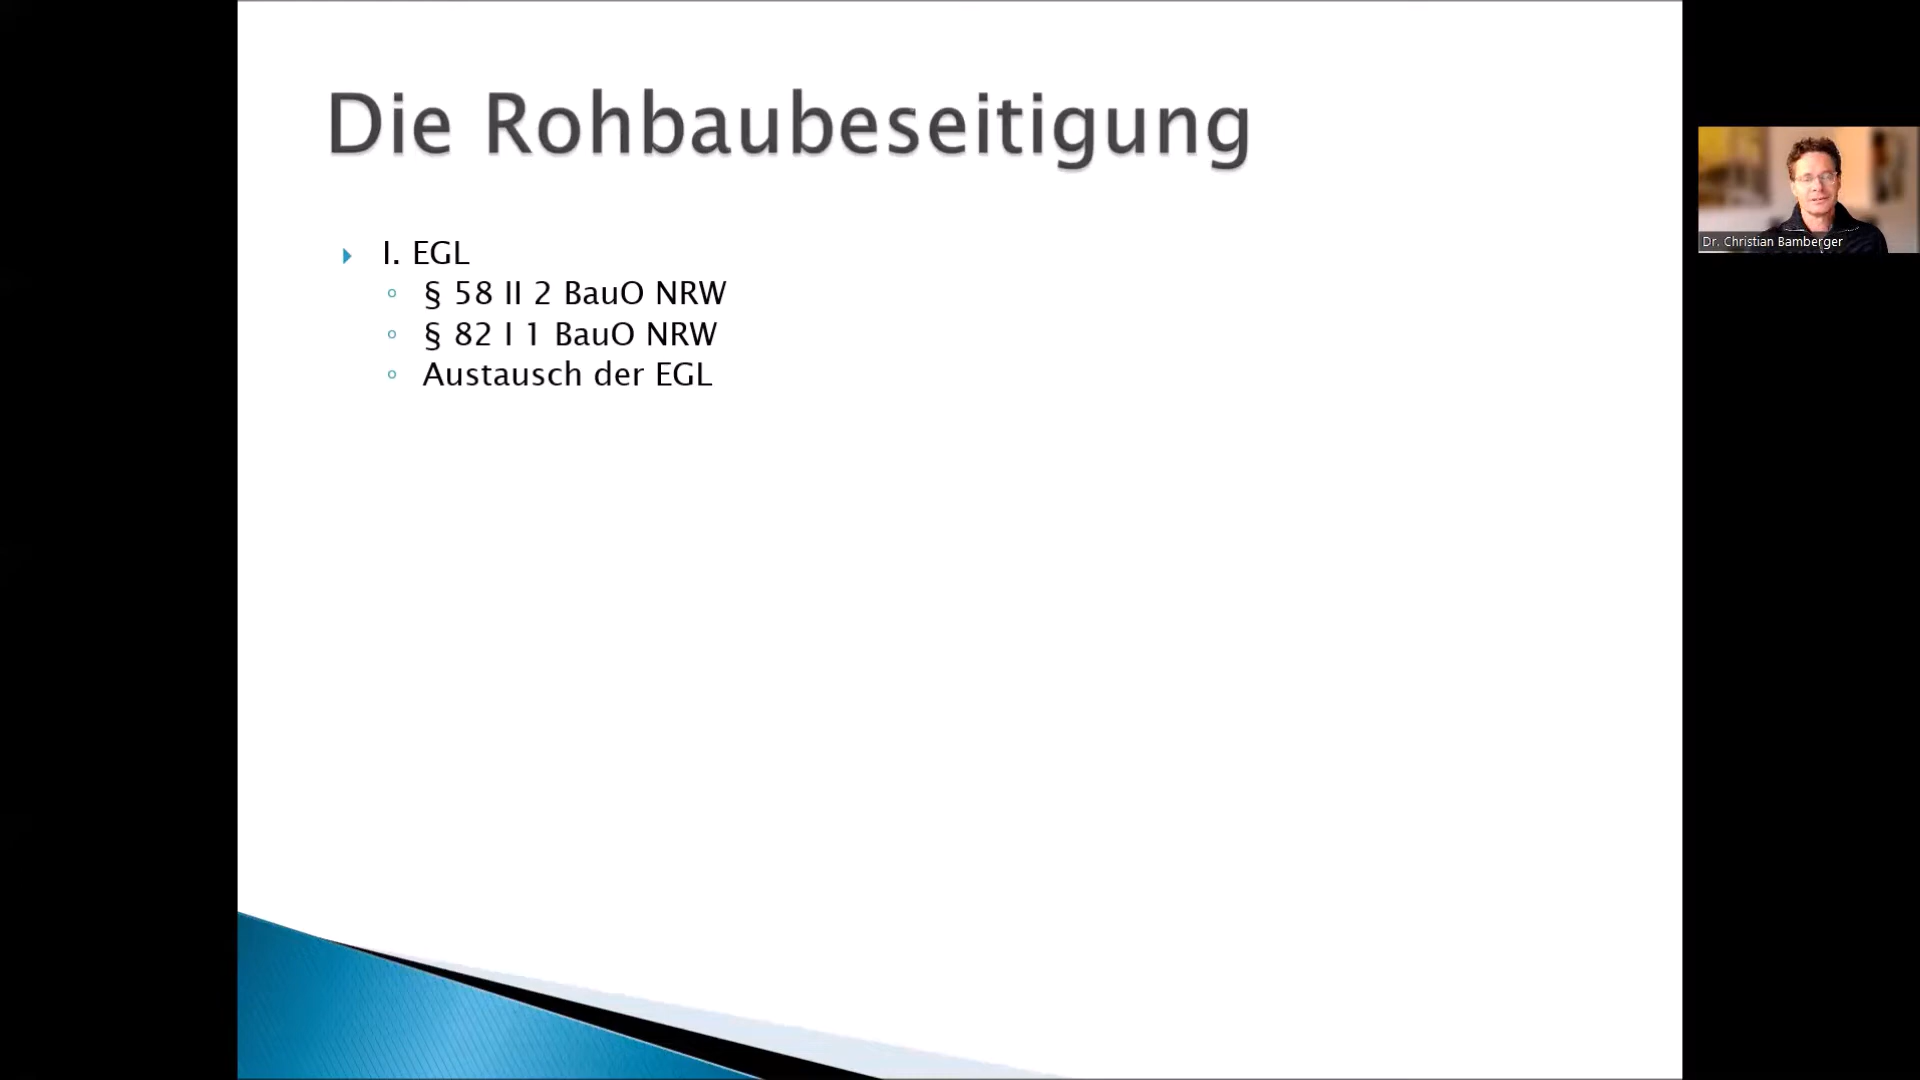 Die Rohbaubeseitigung
I. EGL
§ 58 II 2 BauO NRW
§ 82 I 1 BauO NRW
Austausch der EGL
Dr. Christian Bamberger